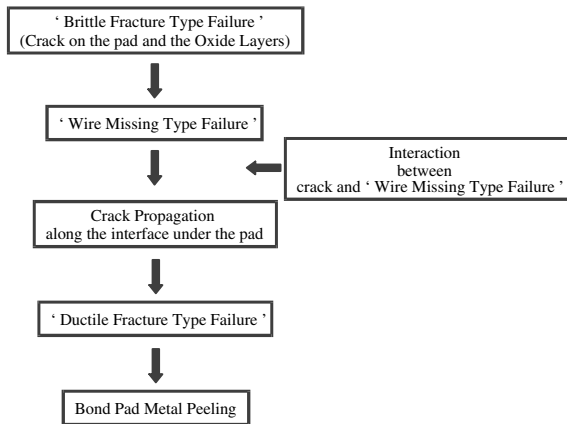 ‘ Brittle Fracture Type Failure ’
(Crack on the pad and the Oxide Layers)
‘ Wire Missing Type Failure ’
Interaction
between
crack and ‘ Wire Missing Type Failure ’
Crack Propagation
along the interface under the pad
‘ Ductile Fracture Type Failure ’
Bond Pad Metal Peeling